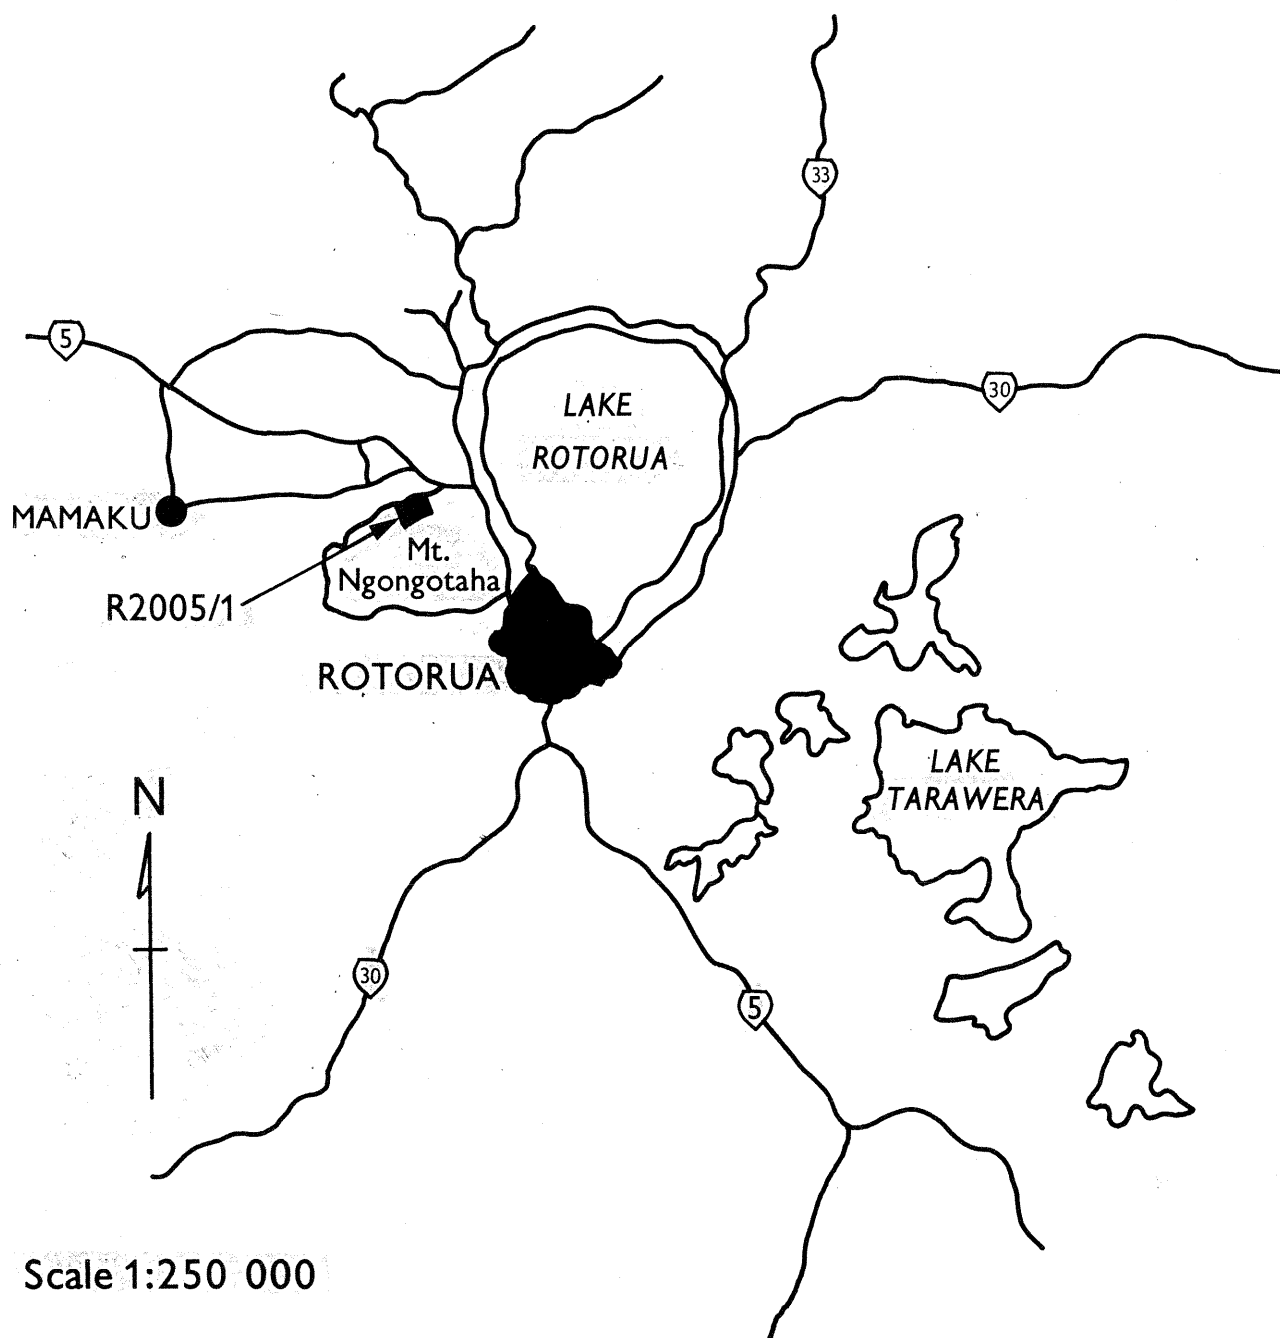 33
5
30
LAKE
ROTORUA
MAMAKU
Mt.
Ngongotaha
R2005/1
ROTORUA
LAKE
TARAWERA
N
30
5
Scale 1:250 000